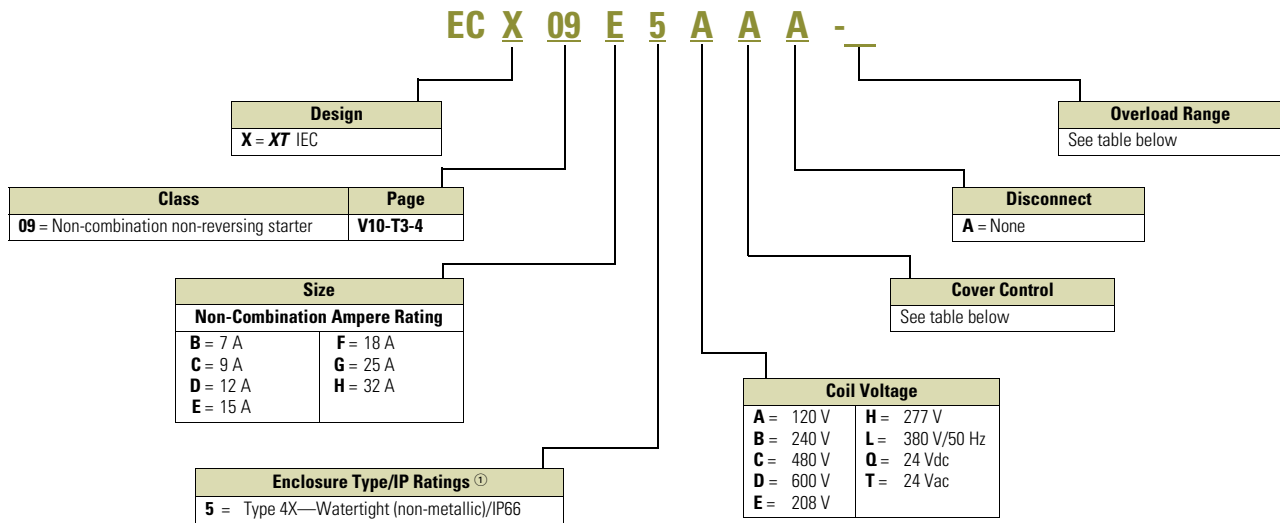 EC X 09 E 5 A A A -__
Design
X = XT IEC
Overload Range
See table below
Class Page
09 = Non-combination non-reversing starter V10-T3-4
Disconnect
A = None
Size
Non-Combination Ampere Rating
B = 7 A F = 18 A
C = 9 A G = 25 A
D = 12 A H = 32 A
E = 15 A
Cover Control
See table below
Coil Voltage
A = 120 V H = 277 V
B = 240 V L = 380 V/50 Hz
C = 480 V Q = 24 Vdc
D = 600 V T = 24 Vac
E = 208 V
Enclosure Type/IP Ratings ①
5 = Type 4X—Watertight (non-metallic)/IP66